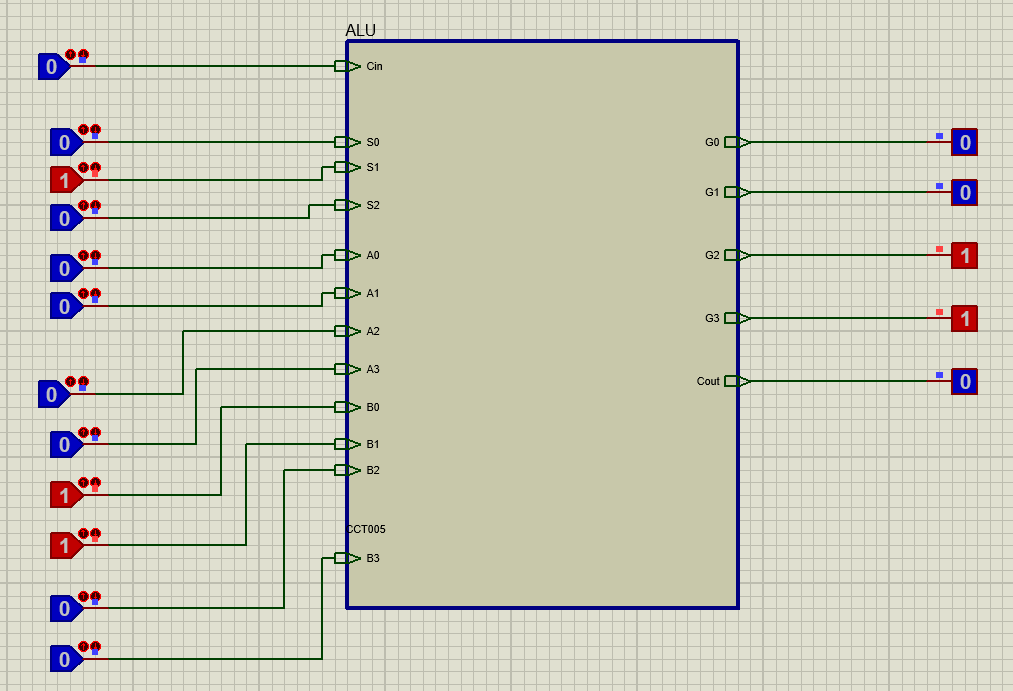 ALU
0 Cin
0 S0 G0 0
1 S1
0 S2 G1 0
0 A0 G2 1
0 A1
A2 G3 1
0 A3 Cout 0
0 B0
1 B1
B2
1 CCT005
B3
0
0